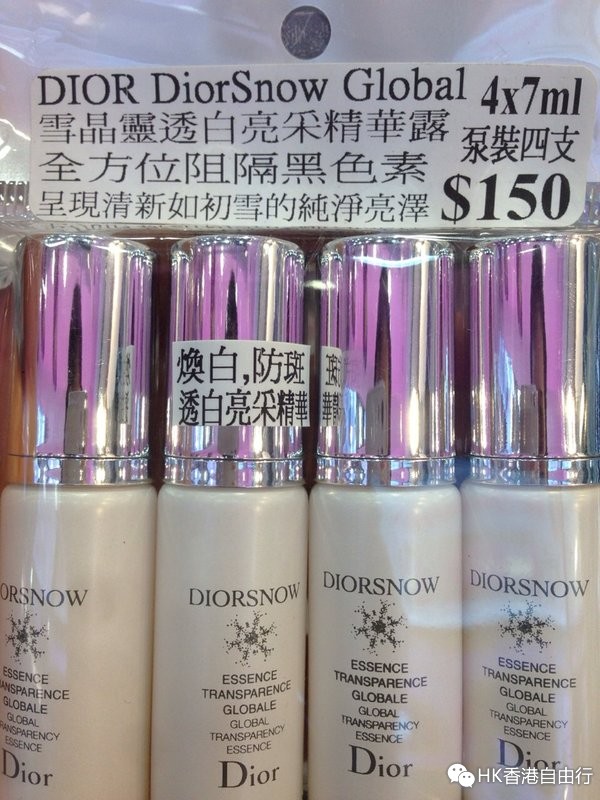 DIOR DiorSnow Global
4x7ml
雪晶靈透白亮采精華露
泵裝四支
全方位阻隔黑色素
呈現清新如初雪的純淨亮澤
$150
煥白,防斑
透白亮采精華
ORSNOW
ESSENCE
TRANSPARENCE
GLOBALE
GLOBAL
TRANSPARENCY
ESSENCE
Dior
DIORSNOW
ESSENCE
TRANSPARENCE
GLOBALE
GLOBAL
TRANSPARENCY
ESSENCE
Dior
DIORSNOW
ESSENCE
TRANSPARENCE
GLOBALE
GLOBAL
TRANSPARENCY
ESSENCE
Dior
DIORSNOW
ESSENCE
TRANSPARENCE
GLOBALE
GLOBAL
TRANSPARENCY
ESSENCE
Dior
HK香港自由行